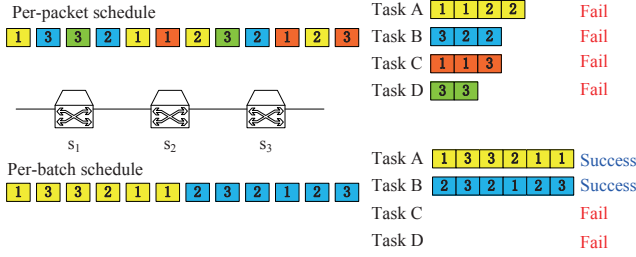 Per-packet schedule
1 3 3 2 1 1 2 3 2 1 2 3
Task A 1 1 2 2 Fail
Task B 3 2 2 Fail
Task C 1 1 3 Fail
Task D 3 3 Fail
s1 s2 s3
Per-batch schedule
1 3 3 2 1 1 2 3 2 1 2 3
Task A 1 3 3 2 1 1 Success
Task B 2 3 2 1 2 3 Success
Task C Fail
Task D Fail